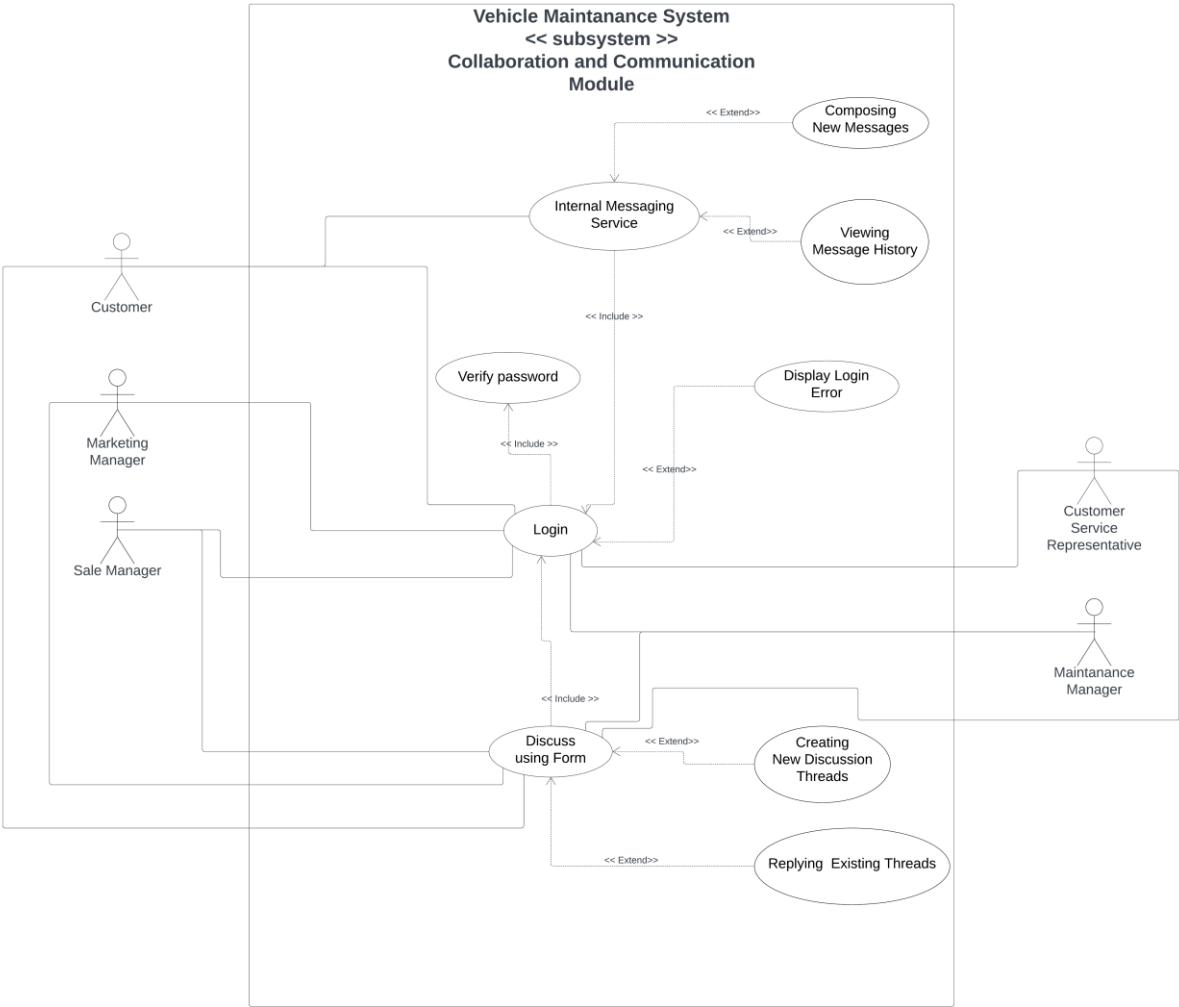 Vehicle Maintanance System
<< subsystem >>
Collaboration and Communication
Module
<< Extend>>
Composing
New Messages
Internal Messaging
Service
<< Extend>>
Viewing
Message History
Customer
<< Include >>
Verify password
Display Login
Error
Marketing
Manager
<< Include >>
<< Extend>>
Sale Manager
Login
Customer
Service
Representative
Maintanance
Manager
<< Include >>
Discuss
using Form
<< Extend>>
Creating
New Discussion
Threads
<< Extend>>
Replying  Existing Threads